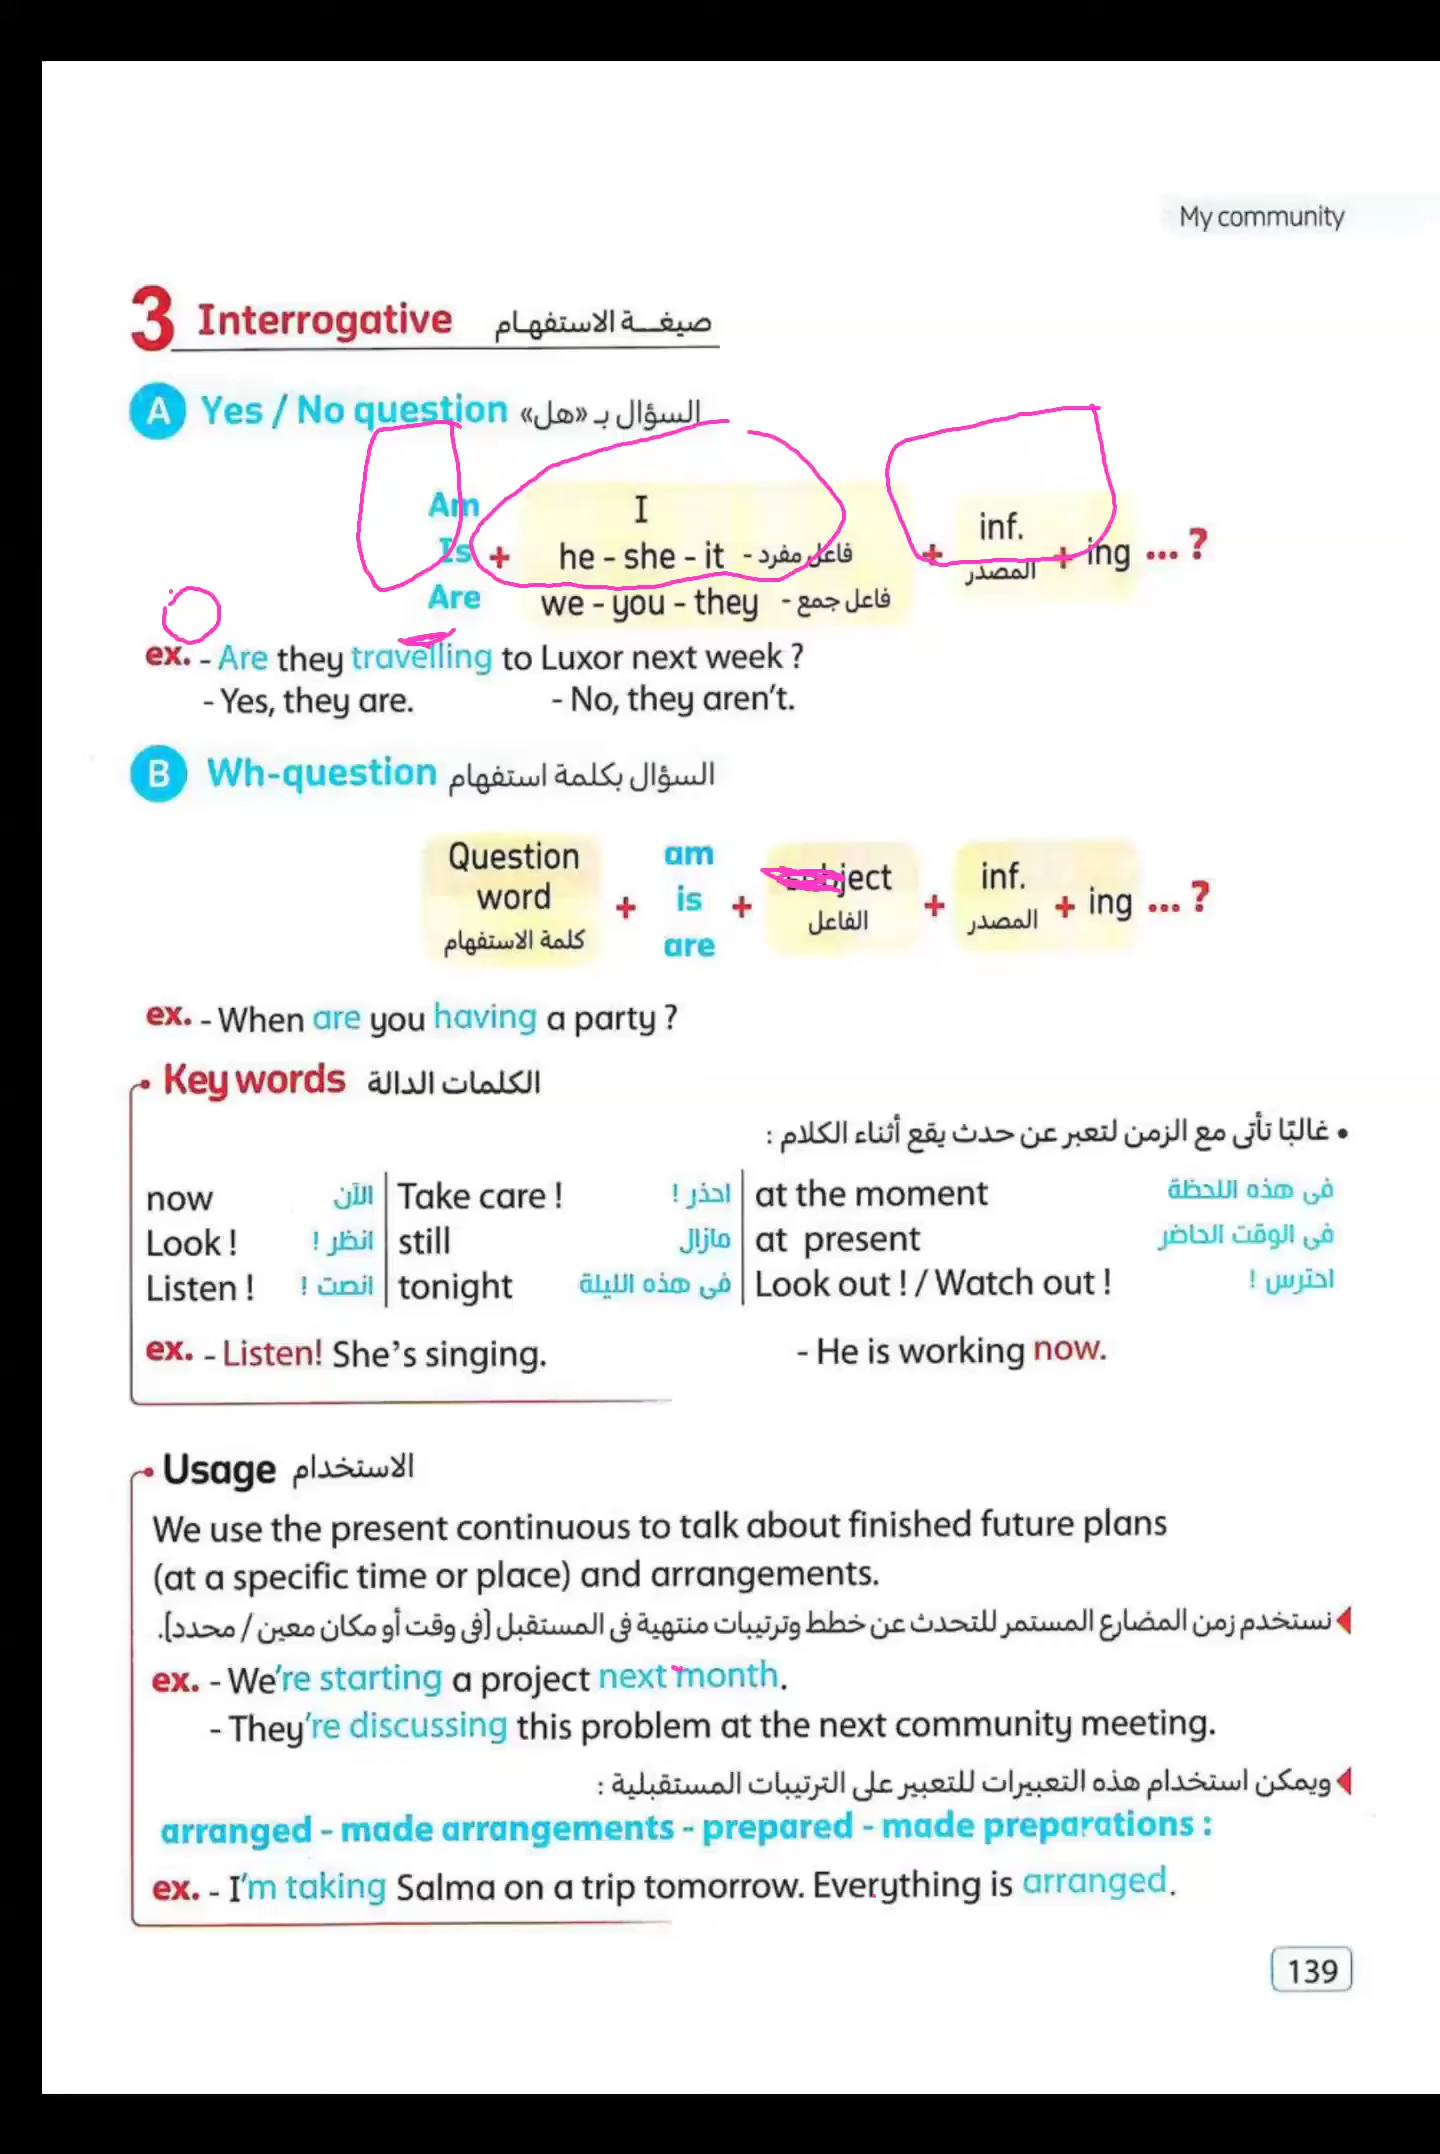 My community
3 Interrogative صيغة الاستفهام
A Yes / No question السؤال بـ «هل»
Am I
Is + he - she - it - فاعل مفرد + inf. المصدر + ing ... ?
Are we - you - they - فاعل جمع
ex. - Are they travelling to Luxor next week ?
- Yes, they are. - No, they aren't.
B Wh-question السؤال بكلمة استفهام
Question word كلمة الاستفهام + am is are + subject الفاعل + inf. المصدر + ing ... ?
ex. - When are you having a party ?
• Key words الكلمات الدالة
• غالبًا تأتى مع الزمن لتعبر عن حدث يقع أثناء الكلام :
now الآن Take care ! احذر ! at the moment فى هذه اللحظة
Look ! انظر ! still مازال at present فى الوقت الحاضر
Listen ! انصت ! tonight فى هذه الليلة Look out ! / Watch out ! احترس !
ex. - Listen! She's singing. - He is working now.
• Usage الاستخدام
We use the present continuous to talk about finished future plans
(at a specific time or place) and arrangements.
نستخدم زمن المضارع المستمر للتحدث عن خطط وترتيبات منتهية فى المستقبل (فى وقت أو مكان معين / محدد).
ex. - We're starting a project next month.
- They're discussing this problem at the next community meeting.
ويمكن استخدام هذه التعبيرات للتعبير على الترتيبات المستقبلية :
arranged - made arrangements - prepared - made preparations :
ex. - I'm taking Salma on a trip tomorrow. Everything is arranged.
139